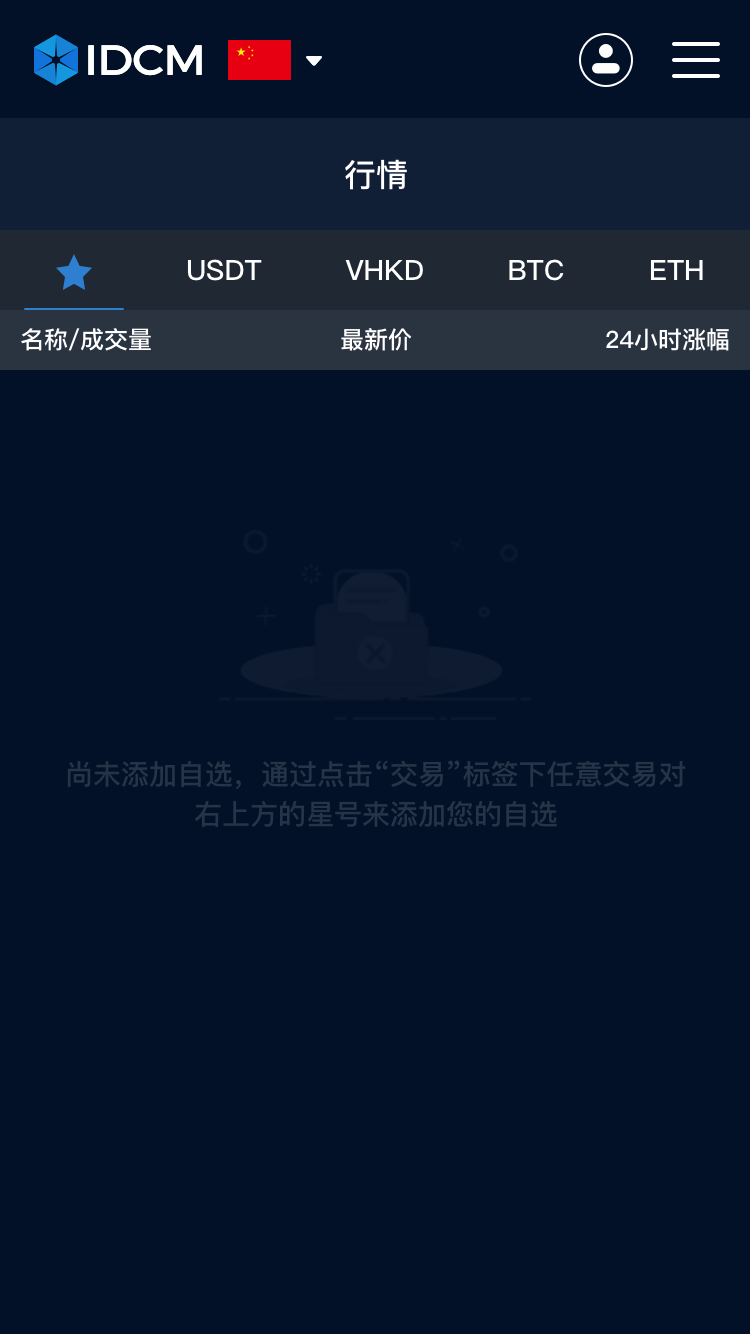 IDCM
行情
USDT VHKD BTC ETH
名称/成交量 最新价 24小时涨幅
尚未添加自选，通过点击“交易”标签下任意交易对
右上方的星号来添加您的自选